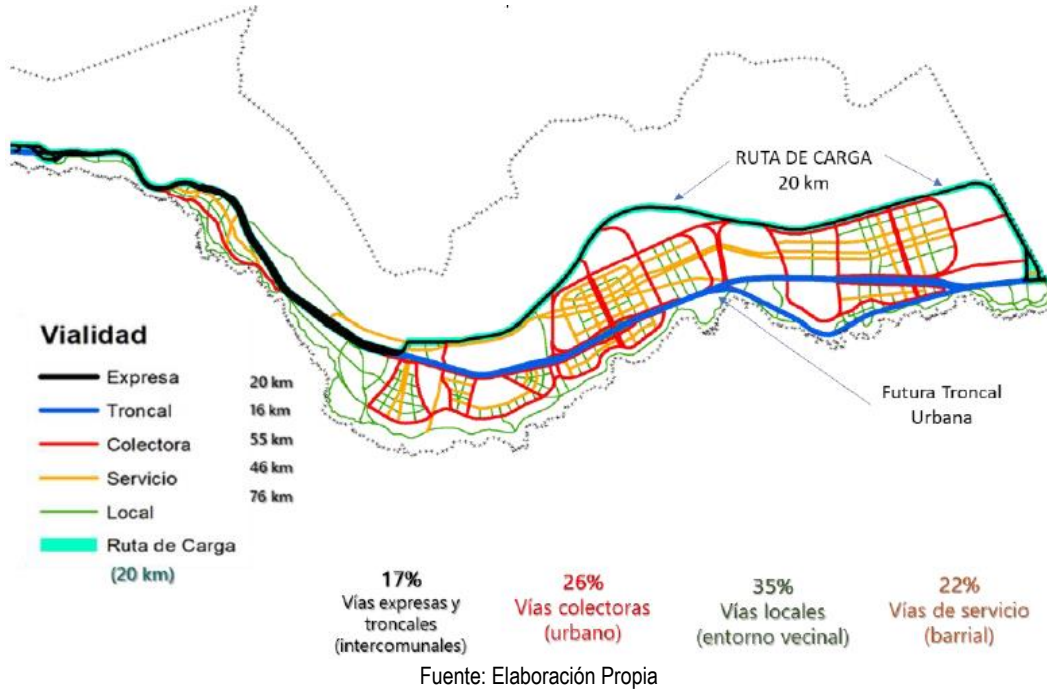 RUTA DE CARGA
20 km
Vialidad
Expresa 20 km
Troncal 16 km
Colectora 55 km
Servicio 46 km
Local 76 km
Ruta de Carga
(20 km)
Futura Troncal
Urbana
17%
Vías expresas y
troncales
(intercomunales)
26%
Vías colectoras
(urbano)
35%
Vías locales
(entorno vecinal)
22%
Vías de servicio
(barrial)
Fuente: Elaboración Propia